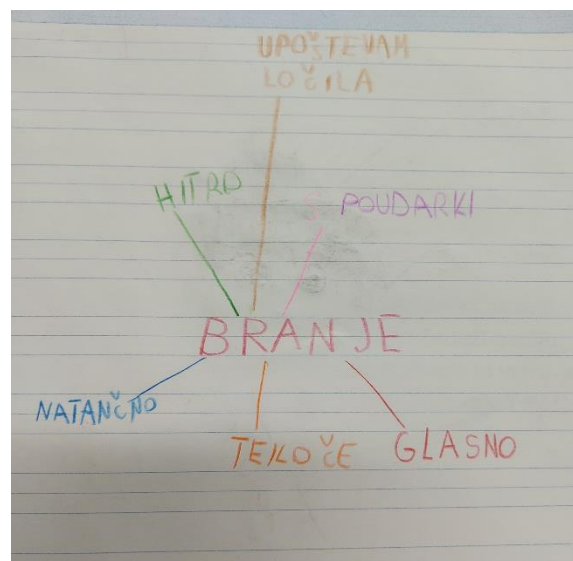 UPOŠTEVAM
LOČILA
HITRO
S POUDARKI
BRANJE
NATANČNO
TEKOČE
GLASNO